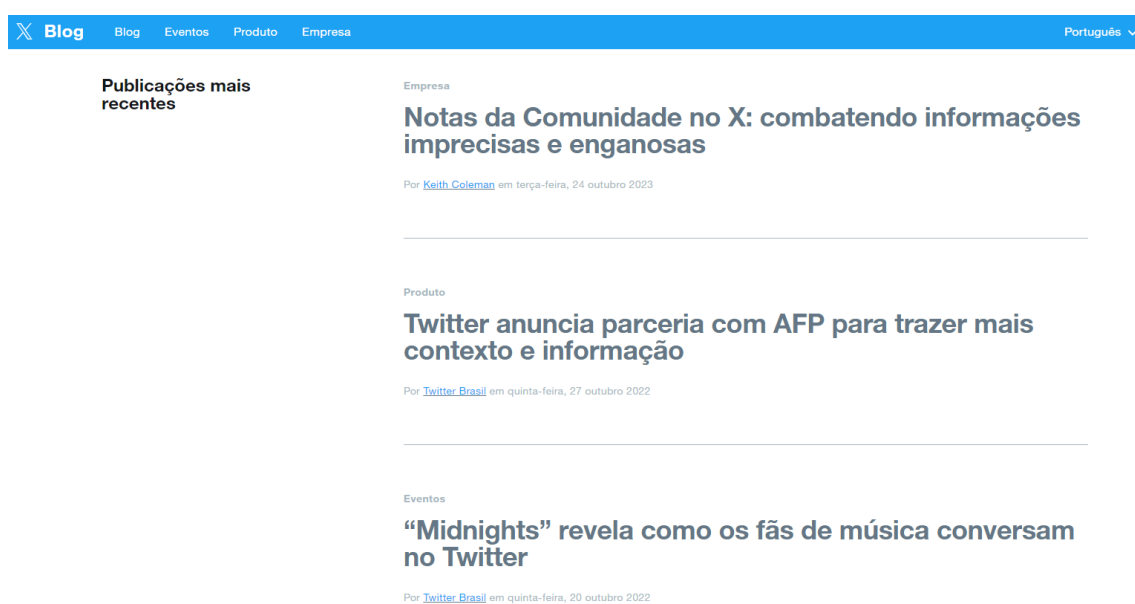 X Blog Blog Eventos Produto Empresa Português
Publicações mais
recentes
Empresa
Notas da Comunidade no X: combatendo informações
imprecisas e enganosas
Por Keith Coleman em terça-feira, 24 outubro 2023
Produto
Twitter anuncia parceria com AFP para trazer mais
contexto e informação
Por Twitter Brasil em quinta-feira, 27 outubro 2022
Eventos
“Midnights” revela como os fãs de música conversam
no Twitter
Por Twitter Brasil em quinta-feira, 20 outubro 2022